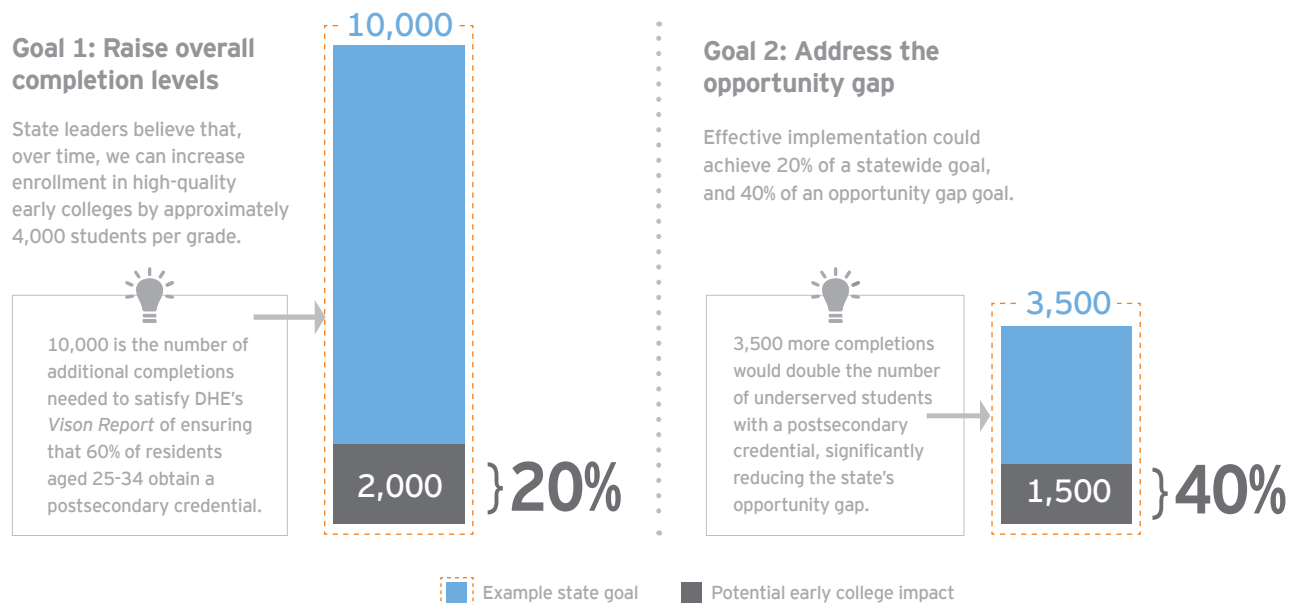 Goal 1: Raise overall
completion levels
State leaders believe that,
over time, we can increase
enrollment in high-quality
early colleges by approximately
4,000 students per grade.
10,000 is the number of
additional completions
needed to satisfy DHE’s
Vison Report of ensuring
that 60% of residents
aged 25-34 obtain a
postsecondary credential.
10,000
2,000
20%
Goal 2: Address the
opportunity gap
Effective implementation could
achieve 20% of a statewide goal,
and 40% of an opportunity gap goal.
3,500 more completions
would double the number
of underserved students
with a postsecondary
credential, significantly
reducing the state’s
opportunity gap.
3,500
1,500
40%
Example state goal
Potential early college impact